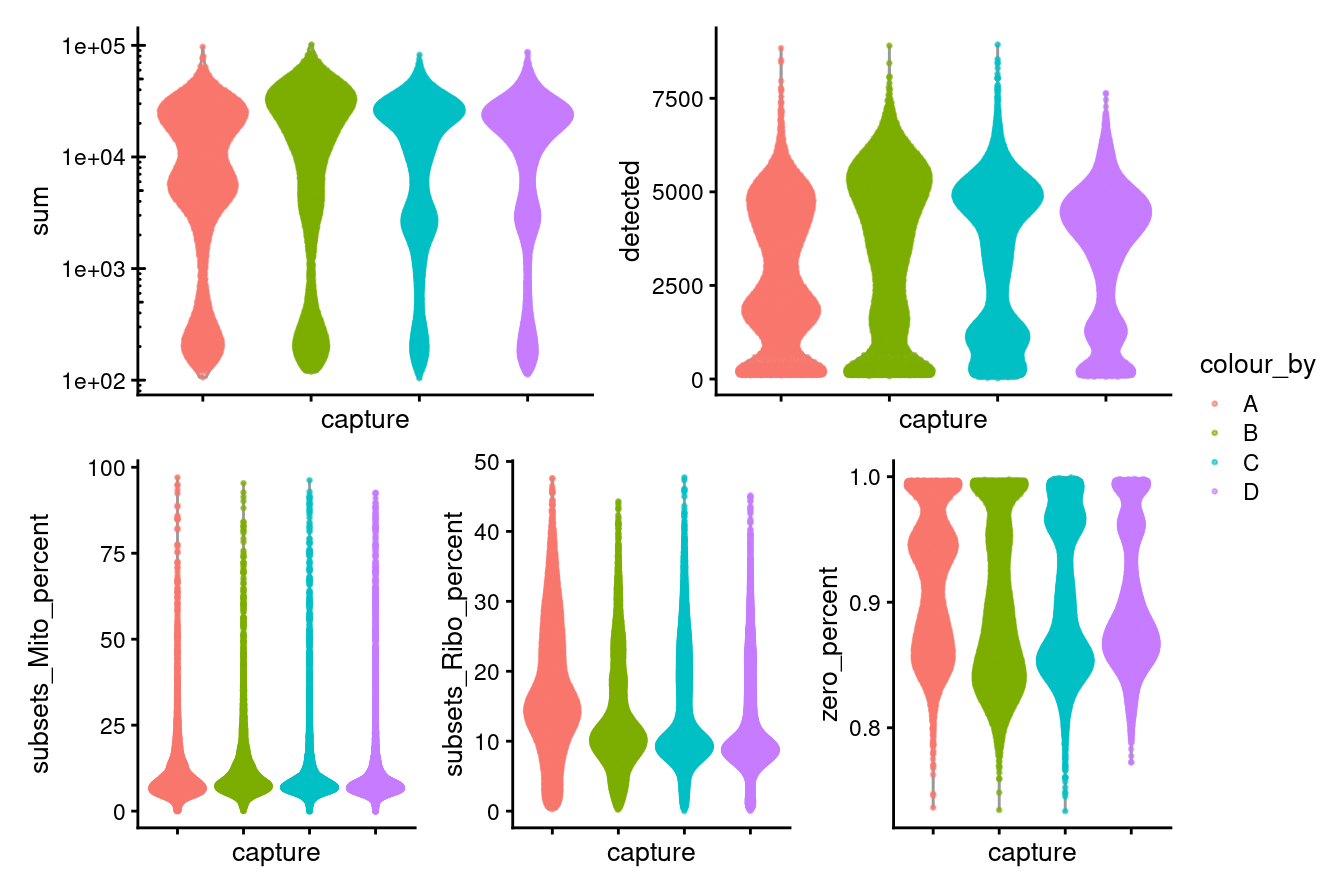 sum
1e+05
1e+04
1e+03
1e+02
capture
detected
7500
5000
2500
0
capture
colour_by
A
B
C
D
subsets_Mito_percent
100
75
50
25
0
capture
subsets_Ribo_percent
50
40
30
20
10
0
capture
zero_percent
1.0
0.9
0.8
capture